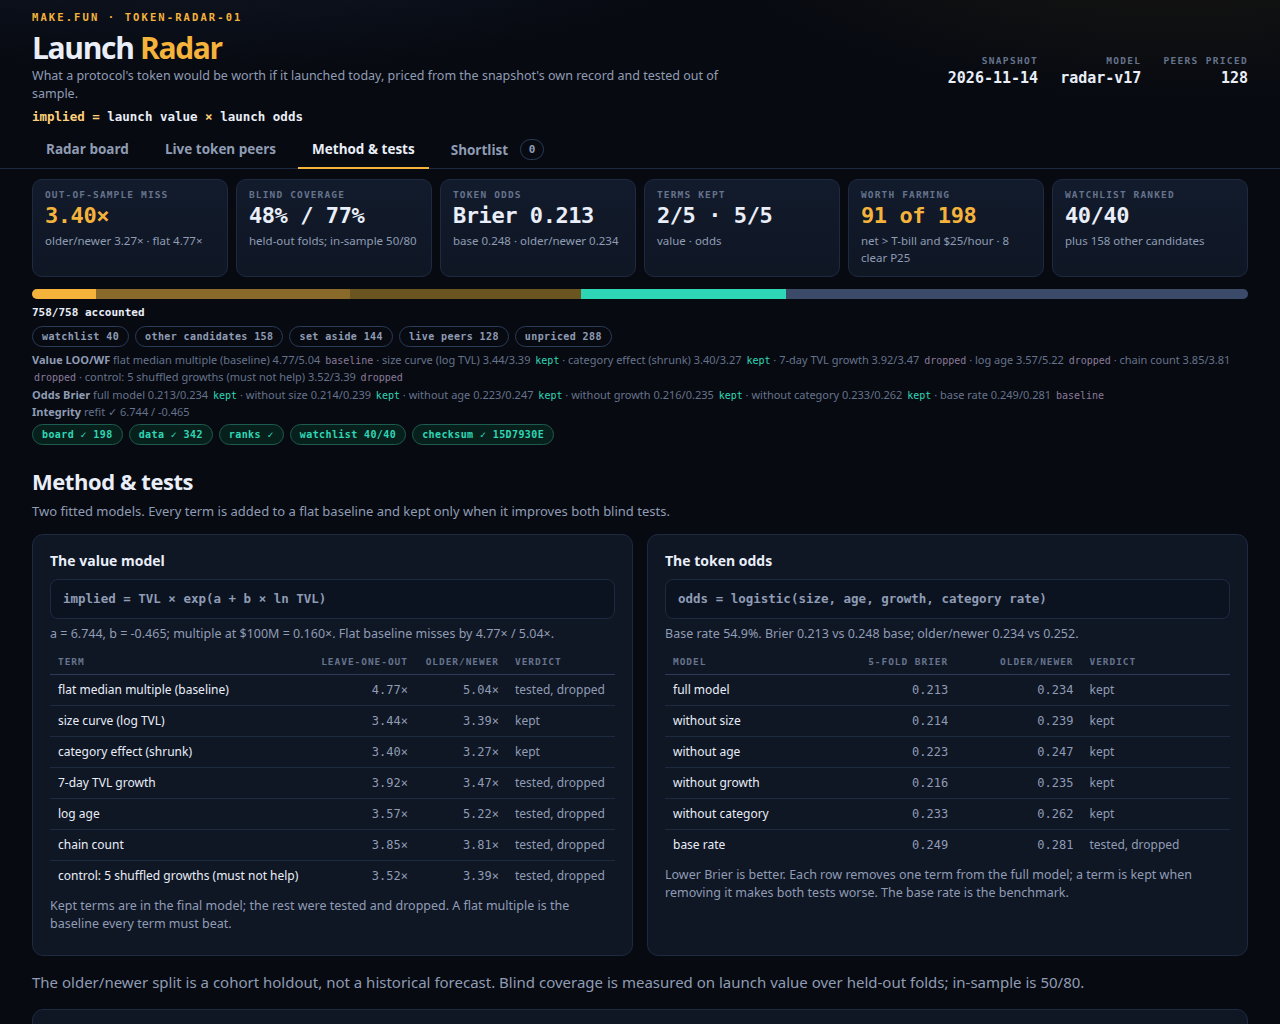 MAKE.FUN · TOKEN-RADAR-01
Launch Radar
What a protocol's token would be worth if it launched today, priced from the snapshot's own record and tested out of
sample.
implied = launch value × launch odds
SNAPSHOT
2026-11-14
MODEL
radar-v17
PEERS PRICED
128
Radar board
Live token peers
Method & tests
Shortlist 0
OUT-OF-SAMPLE MISS
3.40×
older/newer 3.27× · flat 4.77×
BLIND COVERAGE
48% / 77%
held-out folds; in-sample 50/80
TOKEN ODDS
Brier 0.213
base 0.248 · older/newer 0.234
TERMS KEPT
2/5 · 5/5
value · odds
WORTH FARMING
91 of 198
net > T-bill and $25/hour · 8
clear P25
WATCHLIST RANKED
40/40
plus 158 other candidates
758/758 accounted
watchlist 40
other candidates 158
set aside 144
live peers 128
unpriced 288
Value LOO/WF flat median multiple (baseline) 4.77/5.04 baseline · size curve (log TVL) 3.44/3.39 kept · category effect (shrunk) 3.40/3.27 kept · 7-day TVL growth 3.92/3.47 dropped · log age 3.57/5.22 dropped · chain count 3.85/3.81
dropped · control: 5 shuffled growths (must not help) 3.52/3.39 dropped
Odds Brier full model 0.213/0.234 kept · without size 0.214/0.239 kept · without age 0.223/0.247 kept · without growth 0.216/0.235 kept · without category 0.233/0.262 kept · base rate 0.249/0.281 baseline
Integrity refit ✓ 6.744 / -0.465
board ✓ 198
data ✓ 342
ranks ✓
watchlist 40/40
checksum ✓ 15D7930E
Method & tests
Two fitted models. Every term is added to a flat baseline and kept only when it improves both blind tests.
The value model
implied = TVL × exp(a + b × ln TVL)
a = 6.744, b = -0.465; multiple at $100M = 0.160×. Flat baseline misses by 4.77× / 5.04×.
TERM LEAVE-ONE-OUT OLDER/NEWER VERDICT
flat median multiple (baseline) 4.77× 5.04× tested, dropped
size curve (log TVL) 3.44× 3.39× kept
category effect (shrunk) 3.40× 3.27× kept
7-day TVL growth 3.92× 3.47× tested, dropped
log age 3.57× 5.22× tested, dropped
chain count 3.85× 3.81× tested, dropped
control: 5 shuffled growths (must not help) 3.52× 3.39× tested, dropped
Kept terms are in the final model; the rest were tested and dropped. A flat multiple is the
baseline every term must beat.
The token odds
odds = logistic(size, age, growth, category rate)
Base rate 54.9%. Brier 0.213 vs 0.248 base; older/newer 0.234 vs 0.252.
MODEL 5-FOLD BRIER OLDER/NEWER VERDICT
full model 0.213 0.234 kept
without size 0.214 0.239 kept
without age 0.223 0.247 kept
without growth 0.216 0.235 kept
without category 0.233 0.262 kept
base rate 0.249 0.281 tested, dropped
Lower Brier is better. Each row removes one term from the full model; a term is kept when
removing it makes both tests worse. The base rate is the benchmark.
The older/newer split is a cohort holdout, not a historical forecast. Blind coverage is measured on launch value over held-out folds; in-sample is 50/80.